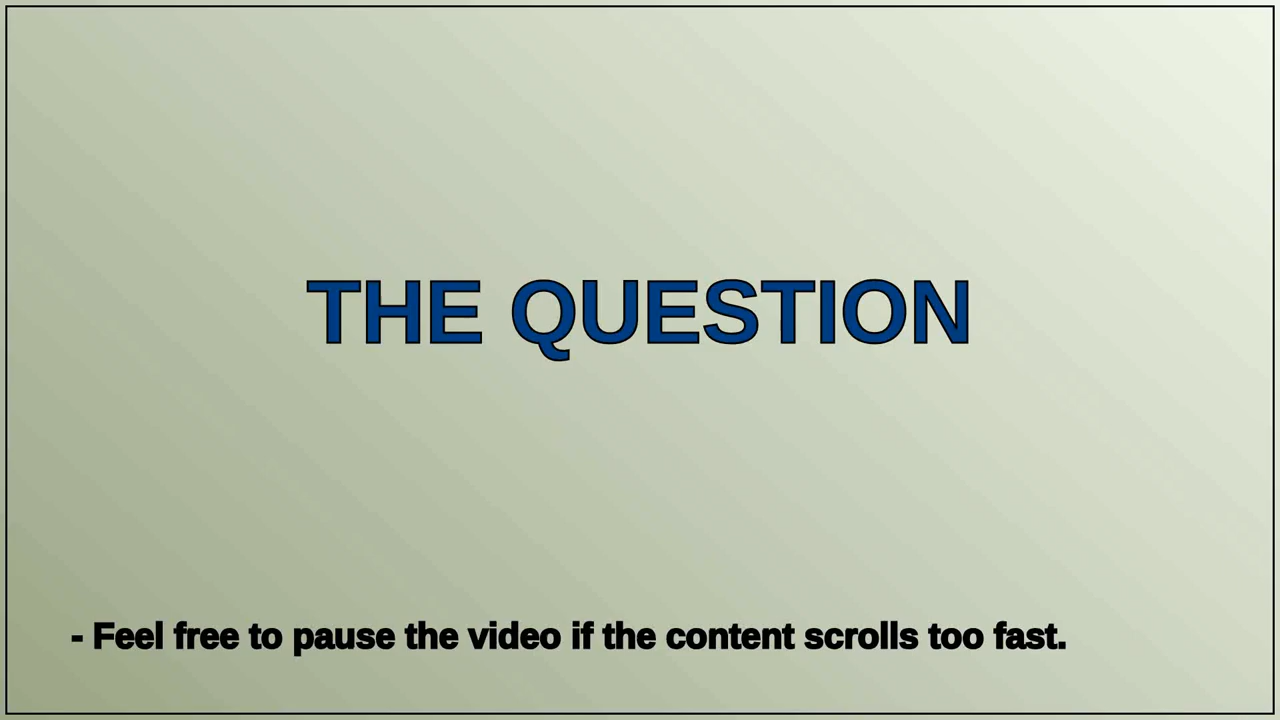 THE QUESTION
- Feel free to pause the video if the content scrolls too fast.